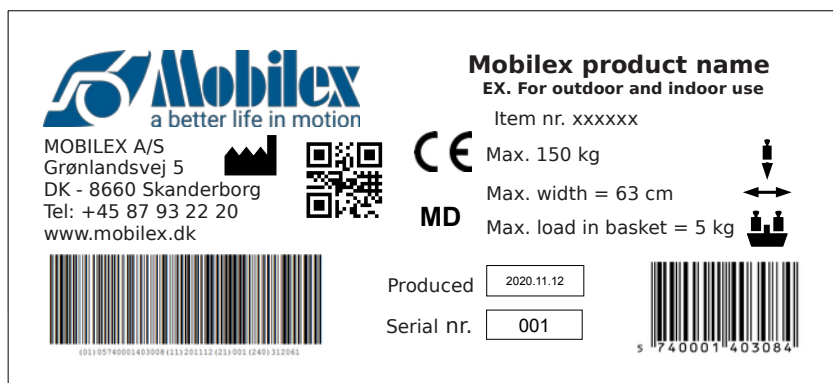 Mobilex
a better life in motion
MOBILEX A/S
Grønlandsvej 5
DK - 8660 Skanderborg
Tel: +45 87 93 22 20
www.mobilex.dk
(01)05740001403008(11)201112(21)001(240)312061
Mobilex product name
EX. For outdoor and indoor use
Item nr. xxxxxx
CE
Max. 150 kg
Max. width = 63 cm
MD
Max. load in basket = 5 kg
Produced 2020.11.12
Serial nr. 001
5 740001 403084